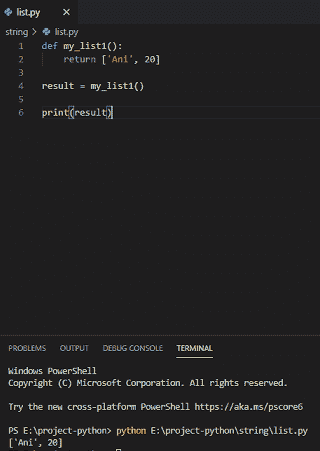 list.py
string > list.py
1 def my_list1():
2     return ['Ani', 20]
3
4 result = my_list1()
5
6 print(result)
PROBLEMS OUTPUT DEBUG CONSOLE TERMINAL
Windows PowerShell
Copyright (C) Microsoft Corporation. All rights reserved.
Try the new cross-platform PowerShell https://aka.ms/pscore6
PS E:\project-python> python E:\project-python\string\list.py
['Ani', 20]